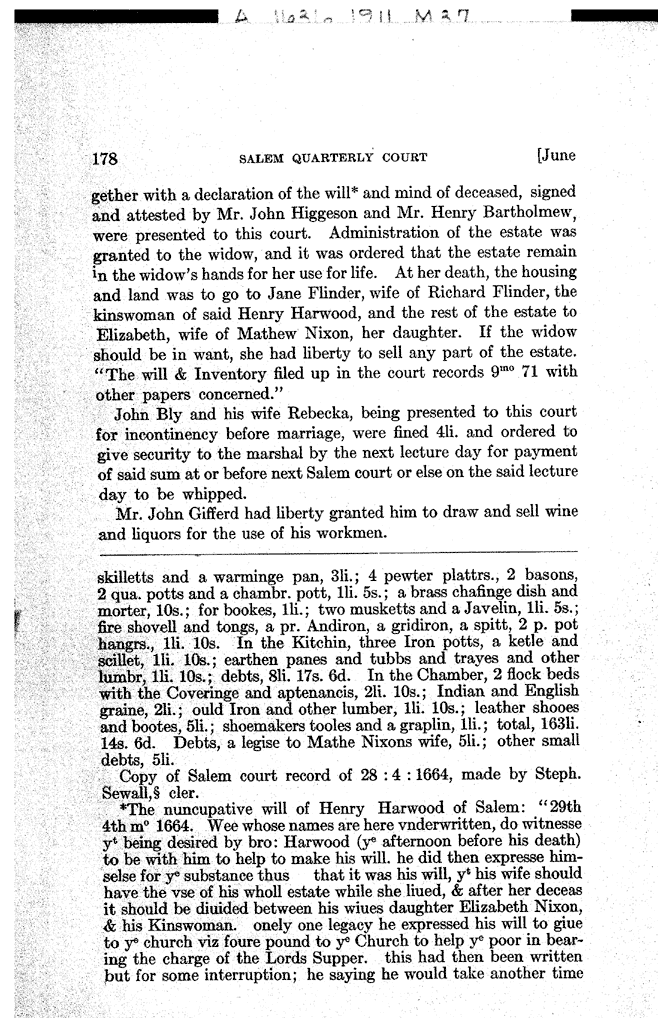 A 11636 1911 M37
178 SALEM QUARTERLY COURT [June
gether with a declaration of the will* and mind of deceased, signed
and attested by Mr. John Higgeson and Mr. Henry Bartholmew,
were presented to this court. Administration of the estate was
granted to the widow, and it was ordered that the estate remain
in the widow's hands for her use for life. At her death, the housing
and land was to go to Jane Flinder, wife of Richard Flinder, the
kinswoman of said Henry Harwood, and the rest of the estate to
Elizabeth, wife of Mathew Nixon, her daughter. If the widow
should be in want, she had liberty to sell any part of the estate.
"The will & Inventory filed up in the court records 9ᵐᵒ 71 with
other papers concerned."
John Bly and his wife Rebecka, being presented to this court
for incontinency before marriage, were fined 4li. and ordered to
give security to the marshal by the next lecture day for payment
of said sum at or before next Salem court or else on the said lecture
day to be whipped.
Mr. John Gifferd had liberty granted him to draw and sell wine
and liquors for the use of his workmen.
skilletts and a warminge pan, 3li.; 4 pewter plattrs., 2 basons,
2 qua. potts and a chambr. pott, 1li. 5s.; a brass chafinge dish and
morter, 10s.; for bookes, 1li.; two musketts and a Javelin, 1li. 5s.;
fire shovell and tongs, a pr. Andiron, a gridiron, a spitt, 2 p. pot
hangrs., 1li. 10s. In the Kitchin, three Iron potts, a ketle and
scillet, 1li. 10s.; earthen panes and tubbs and trayes and other
lumbr, 1li. 10s.; debts, 8li. 17s. 6d. In the Chamber, 2 flock beds
with the Coveringe and aptenancis, 2li. 10s.; Indian and English
graine, 2li.; ould Iron and other lumber, 1li. 10s.; leather shooes
and bootes, 5li.; shoemakers tooles and a graplin, 1li.; total, 163li.
14s. 6d. Debts, a legise to Mathe Nixons wife, 5li.; other small
debts, 5li.
Copy of Salem court record of 28 : 4 : 1664, made by Steph.
Sewall,§ cler.
*The nuncupative will of Henry Harwood of Salem: "29th
4th mᵒ 1664. Wee whose names are here vnderwritten, do witnesse
yᵗ being desired by bro: Harwood (yᵉ afternoon before his death)
to be with him to help to make his will. he did then expresse him-
selse for yᵉ substance thus that it was his will, yᵗ his wife should
have the vse of his wholl estate while she liued, & after her deceas
it should be diuided between his wiues daughter Elizabeth Nixon,
& his Kinswoman. onely one legacy he expressed his will to giue
to yᵉ church viz foure pound to yᵉ Church to help yᵉ poor in bear-
ing the charge of the Lords Supper. this had then been written
but for some interruption; he saying he would take another time